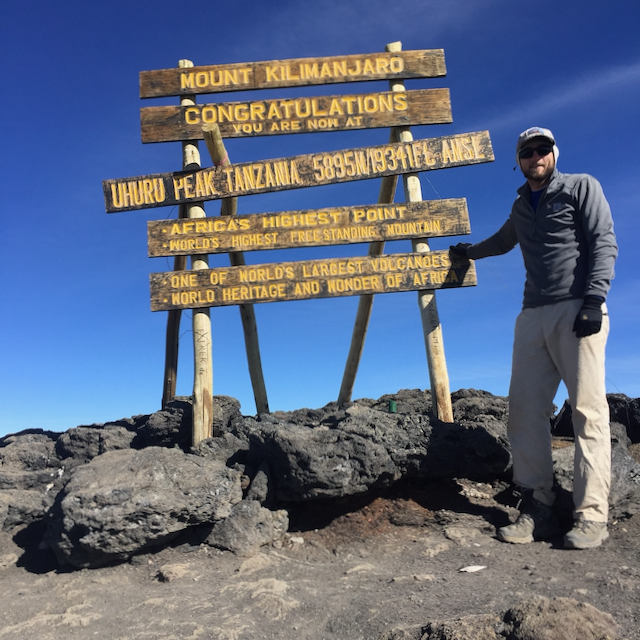 MOUNT KILIMANJARO
CONGRATULATIONS
YOU ARE NOW AT
UHURU PEAK TANZANIA 5895M/19341Ft. AMSL
• AFRICA'S HIGHEST POINT
• WORLD'S HIGHEST FREE STANDING MOUNTAIN
• ONE OF WORLD'S LARGEST VOLCANOES
• WORLD HERITAGE AND WONDER OF AFRICA